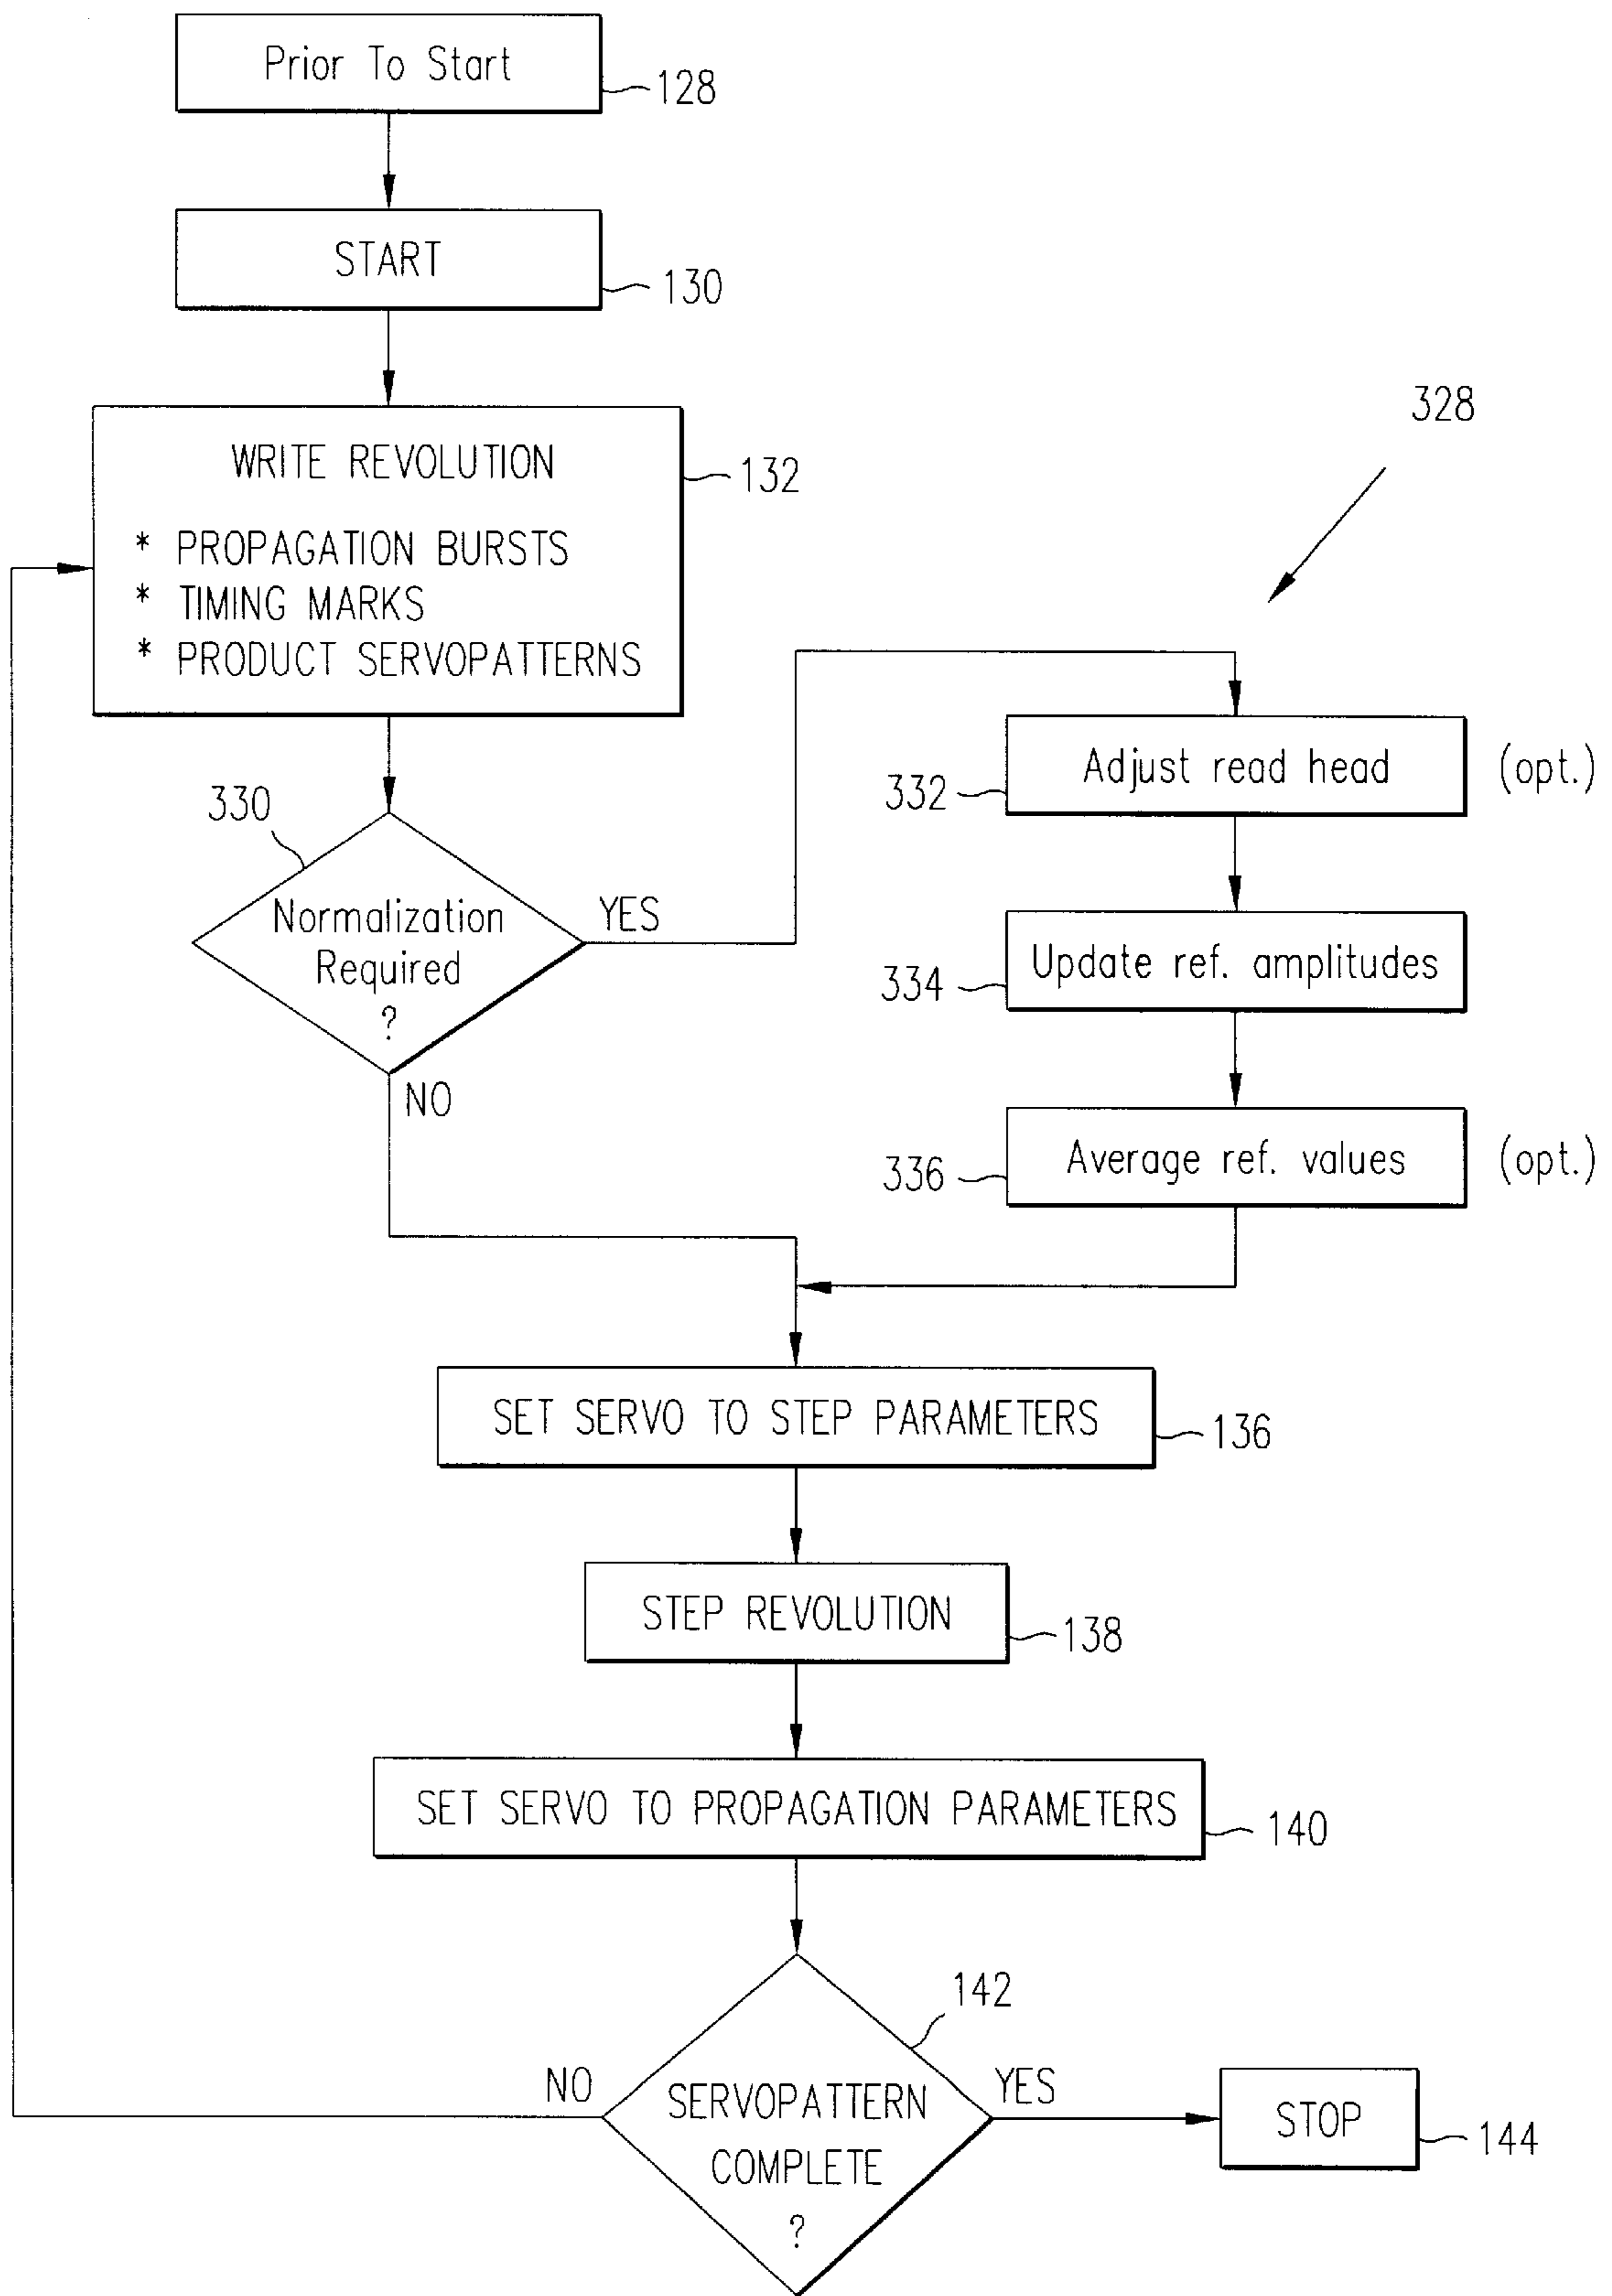 Prior To Start
128
START
130
328
WRITE REVOLUTION
132
* PROPAGATION BURSTS
* TIMING MARKS
* PRODUCT SERVOPATTERNS
Adjust read head
(opt.)
332
330
Normalization
Required
?
YES
NO
Update ref. amplitudes
334
Average ref. values
(opt.)
336
SET SERVO TO STEP PARAMETERS
136
STEP REVOLUTION
138
SET SERVO TO PROPAGATION PARAMETERS
140
142
NO
SERVOPATTERN
COMPLETE
?
YES
STOP
144